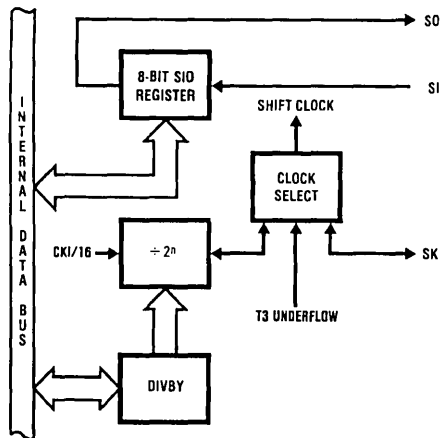 SO
8-BIT SIO
REGISTER
SI
SHIFT CLOCK
INTERNAL DATA BUS
CLOCK
SELECT
CKI/16
÷ 2ⁿ
SK
T3 UNDERFLOW
DIVBY